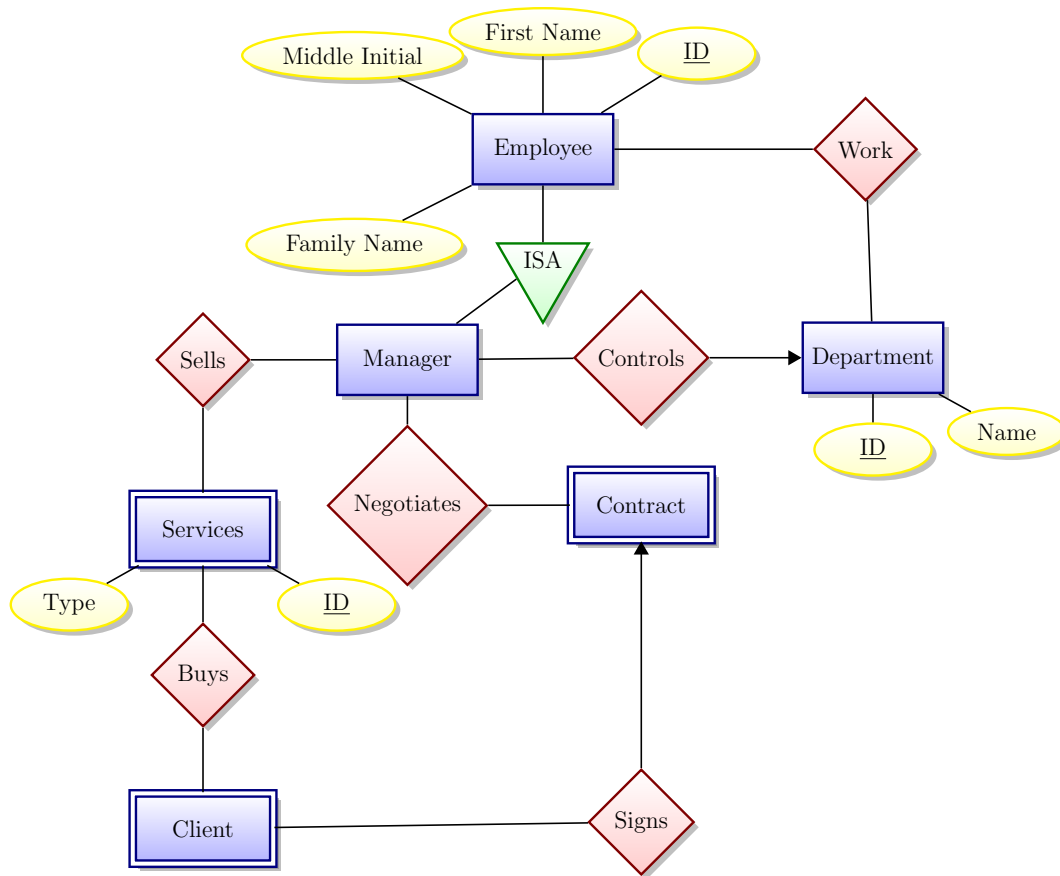 First Name
Middle Initial
ID
Employee
Work
Family Name
ISA
Sells
Manager
Controls
Department
ID
Name
Negotiates
Contract
Services
Type
ID
Buys
Client
Signs